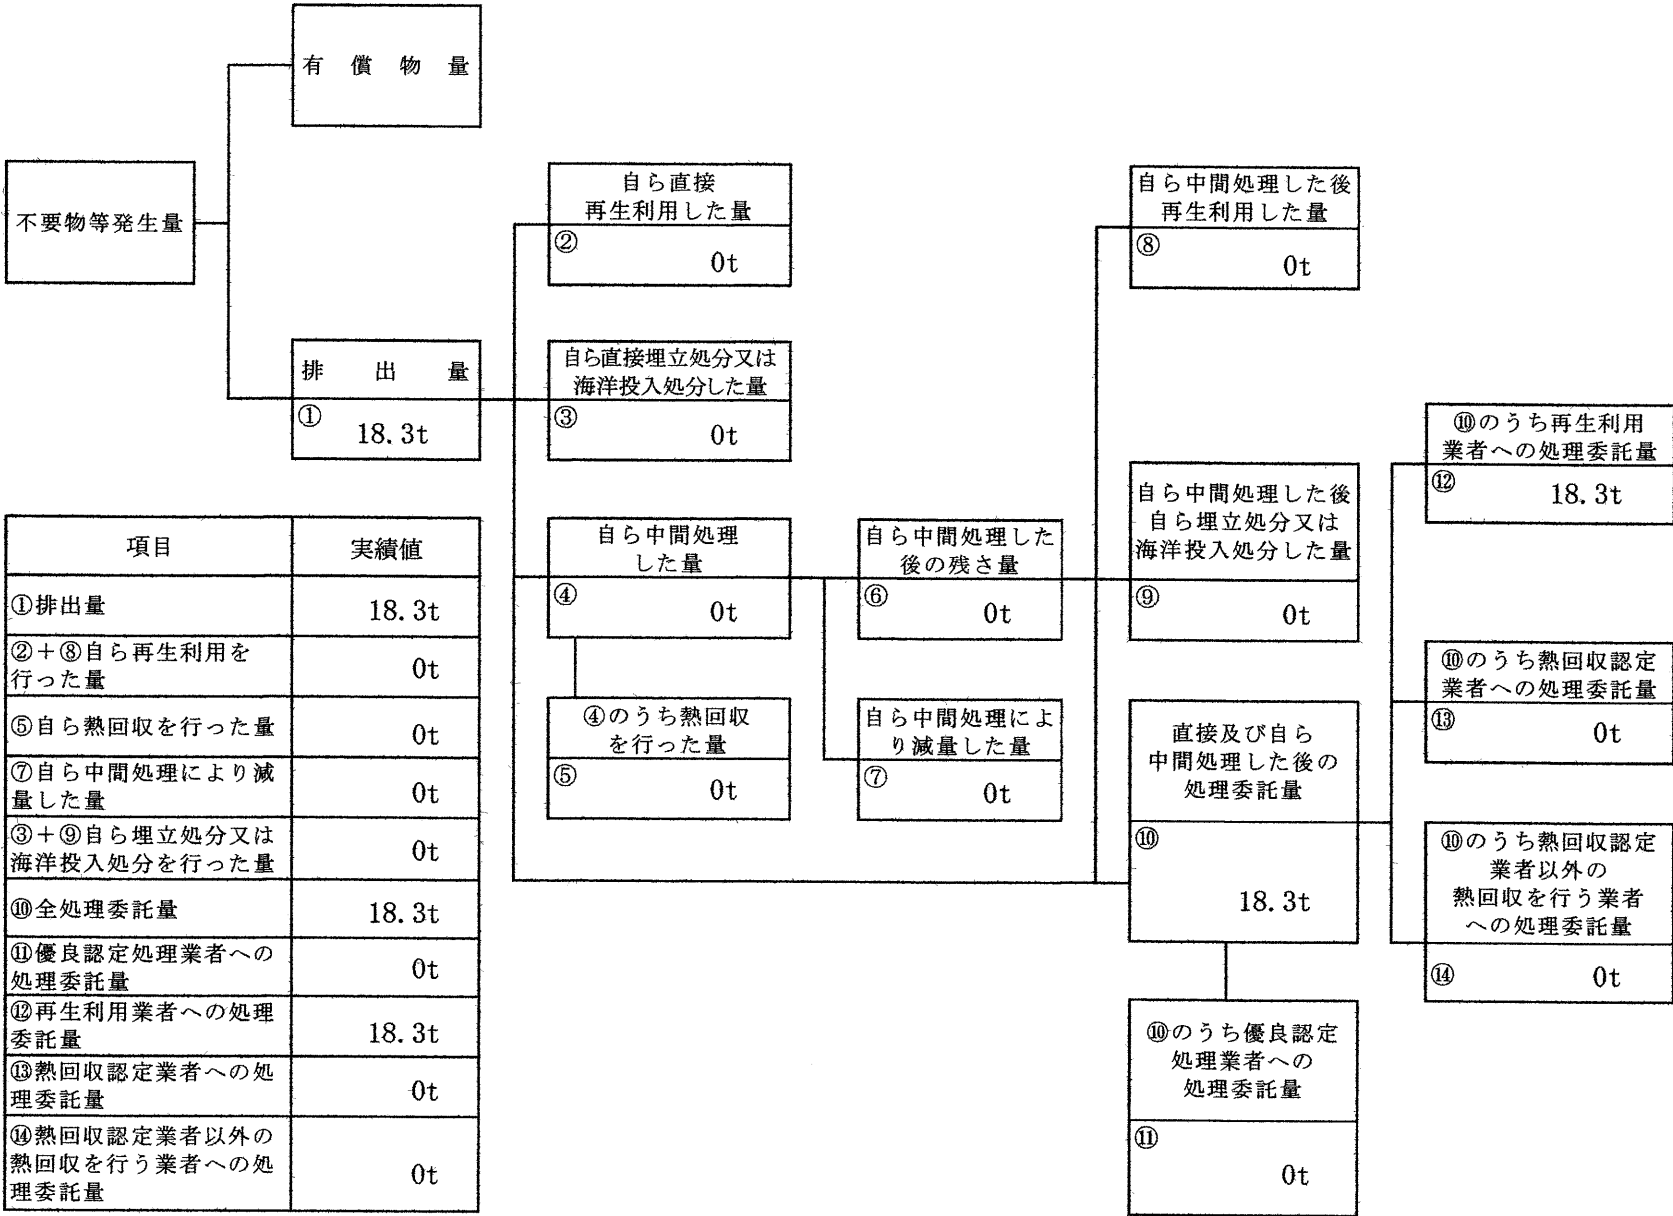 有償物量
不要物等発生量
排出量
① 18.3t
自ら直接
再生利用した量
② 0t
自ら直接埋立処分又は
海洋投入処分した量
③ 0t
自ら中間処理
した量
④ 0t
④のうち熱回収
を行った量
⑤ 0t
自ら中間処理した
後の残さ量
⑥ 0t
自ら中間処理によ
り減量した量
⑦ 0t
自ら中間処理した後
再生利用した量
⑧ 0t
自ら中間処理した後
自ら埋立処分又は
海洋投入処分した量
⑨ 0t
直接及び自ら
中間処理した後の
処理委託量
⑩
18.3t
⑩のうち優良認定
処理業者への
処理委託量
⑪
0t
⑩のうち再生利用
業者への処理委託量
⑫ 18.3t
⑩のうち熱回収認定
業者への処理委託量
⑬ 0t
⑩のうち熱回収認定
業者以外の
熱回収を行う業者
への処理委託量
⑭ 0t
項目 実績値
①排出量 18.3t
②+⑧自ら再生利用を
行った量 0t
⑤自ら熱回収を行った量 0t
⑦自ら中間処理により減
量した量 0t
③+⑨自ら埋立処分又は
海洋投入処分を行った量 0t
⑩全処理委託量 18.3t
⑪優良認定処理業者への
処理委託量 0t
⑫再生利用業者への処理
委託量 18.3t
⑬熱回収認定業者への処
理委託量 0t
⑭熱回収認定業者以外の
熱回収を行う業者への処
理委託量 0t